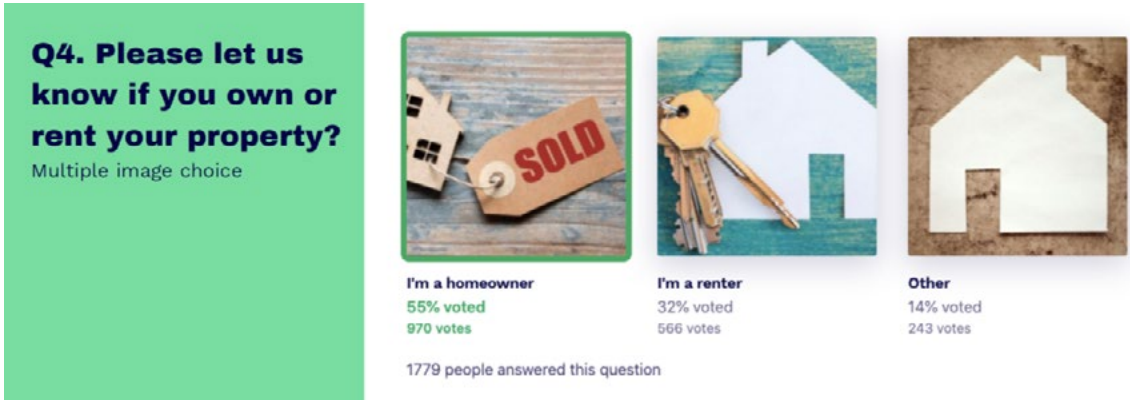 Q4. Please let us
know if you own or
rent your property?
Multiple image choice
SOLD
I'm a homeowner
55% voted
970 votes
I'm a renter
32% voted
566 votes
Other
14% voted
243 votes
1779 people answered this question